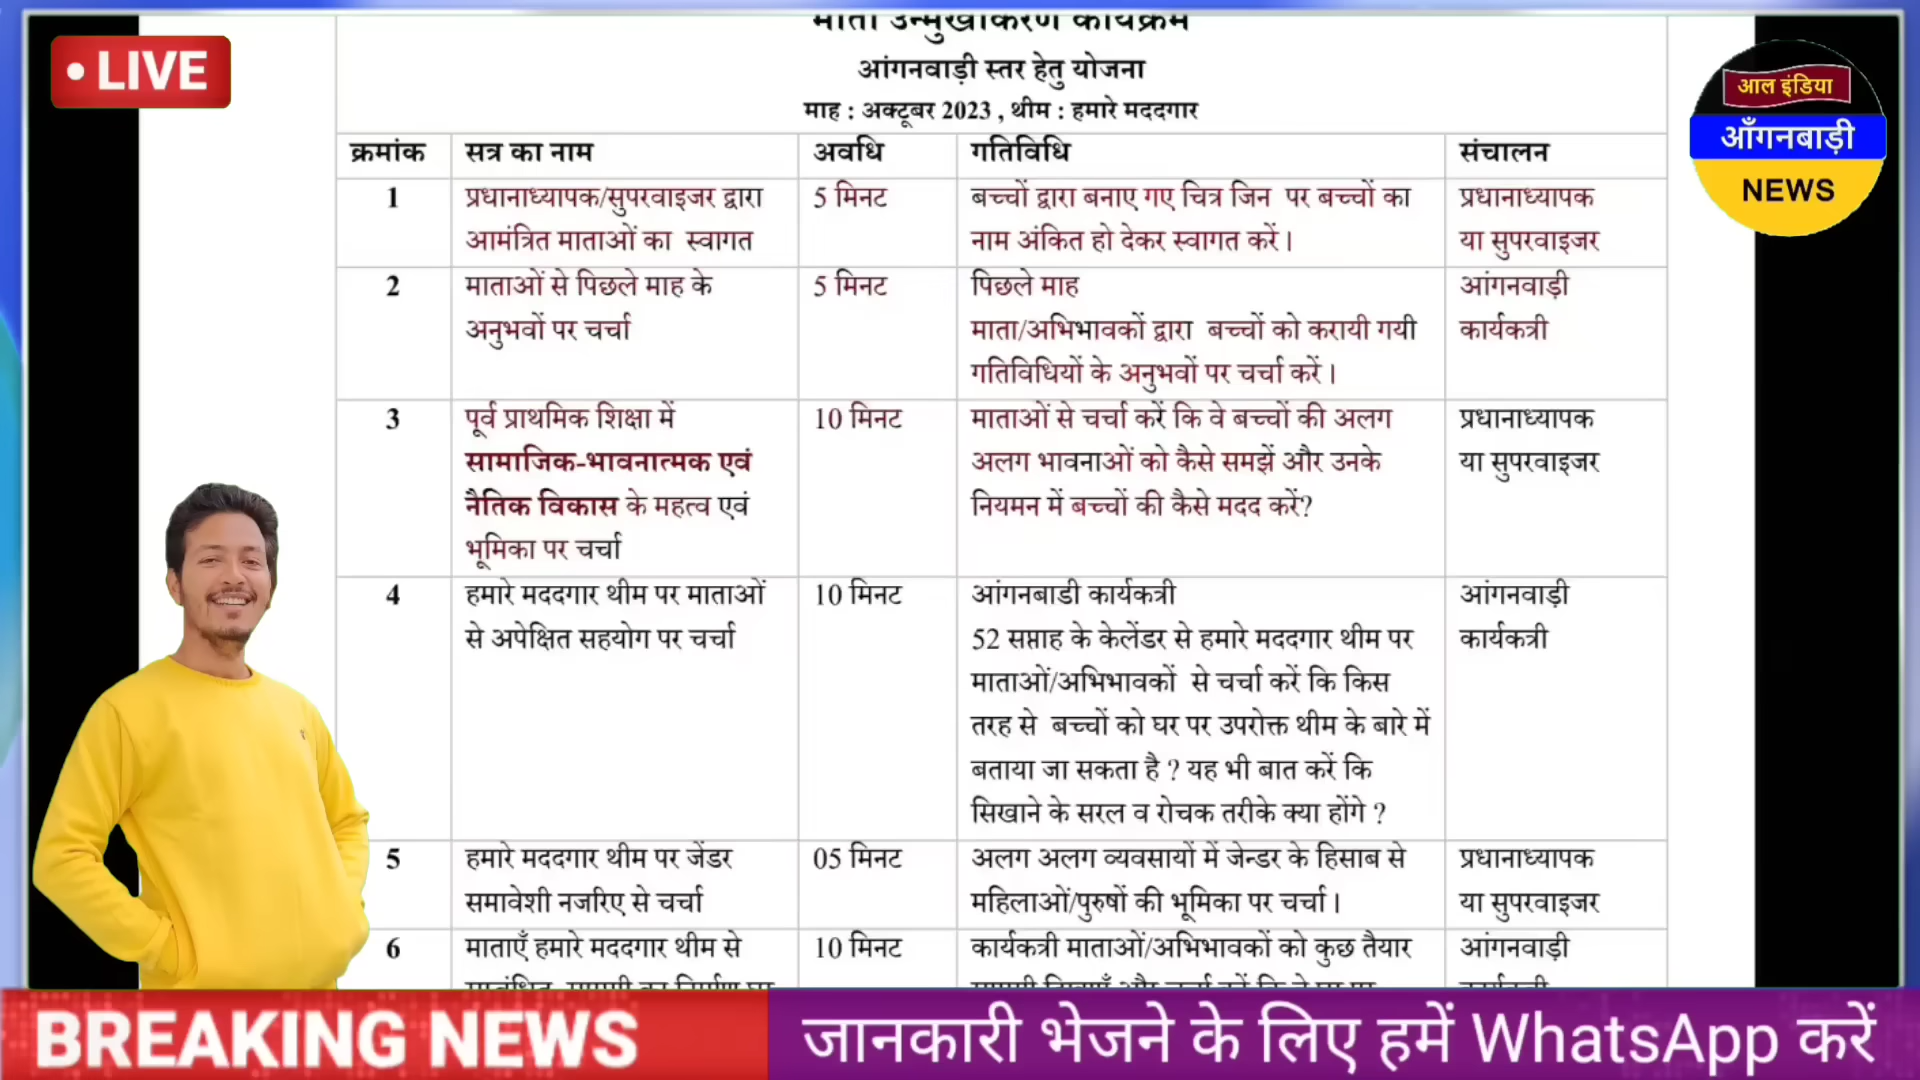 माता उन्मुखीकरण कार्यक्रम
आंगनवाड़ी स्तर हेतु योजना
माह : अक्टूबर 2023 , थीम : हमारे मददगार
• LIVE
आल इंडिया
आँगनबाड़ी
NEWS
क्रमांक सत्र का नाम अवधि गतिविधि संचालन
1 प्रधानाध्यापक/सुपरवाइजर द्वारा 5 मिनट बच्चों द्वारा बनाए गए चित्र जिन पर बच्चों का प्रधानाध्यापक
आमंत्रित माताओं का स्वागत नाम अंकित हो देकर स्वागत करें। या सुपरवाइजर
2 माताओं से पिछले माह के 5 मिनट पिछले माह आंगनवाड़ी
अनुभवों पर चर्चा माता/अभिभावकों द्वारा बच्चों को करायी गयी कार्यकत्री
गतिविधियों के अनुभवों पर चर्चा करें।
3 पूर्व प्राथमिक शिक्षा में 10 मिनट माताओं से चर्चा करें कि वे बच्चों की अलग प्रधानाध्यापक
सामाजिक-भावनात्मक एवं अलग भावनाओं को कैसे समझें और उनके या सुपरवाइजर
नैतिक विकास के महत्व एवं नियमन में बच्चों की कैसे मदद करें?
भूमिका पर चर्चा
4 हमारे मददगार थीम पर माताओं 10 मिनट आंगनबाडी कार्यकत्री आंगनवाड़ी
से अपेक्षित सहयोग पर चर्चा 52 सप्ताह के केलेंडर से हमारे मददगार थीम पर कार्यकत्री
माताओं/अभिभावकों से चर्चा करें कि किस
तरह से बच्चों को घर पर उपरोक्त थीम के बारे में
बताया जा सकता है ? यह भी बात करें कि
सिखाने के सरल व रोचक तरीके क्या होंगे ?
5 हमारे मददगार थीम पर जेंडर 05 मिनट अलग अलग व्यवसायों में जेन्डर के हिसाब से प्रधानाध्यापक
समावेशी नजरिए से चर्चा महिलाओं/पुरुषों की भूमिका पर चर्चा। या सुपरवाइजर
6 माताएँ हमारे मददगार थीम से 10 मिनट कार्यकत्री माताओं/अभिभावकों को कुछ तैयार आंगनवाड़ी
BREAKING NEWS जानकारी भेजने के लिए हमें WhatsApp करें